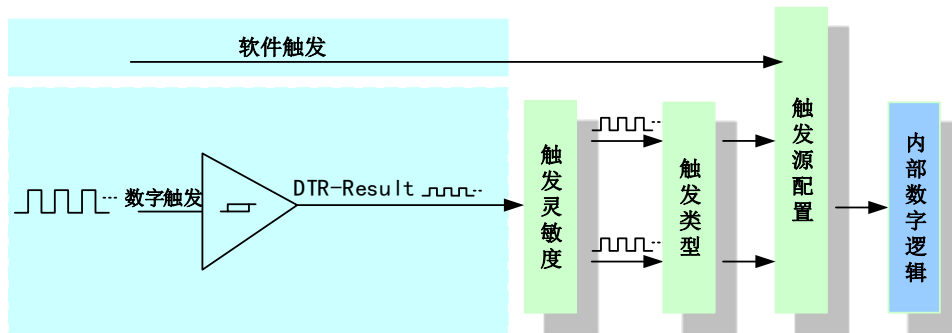 软件触发
数字触发
DTR-Result
触发灵敏度
触发类型
触发源配置
内部数字逻辑